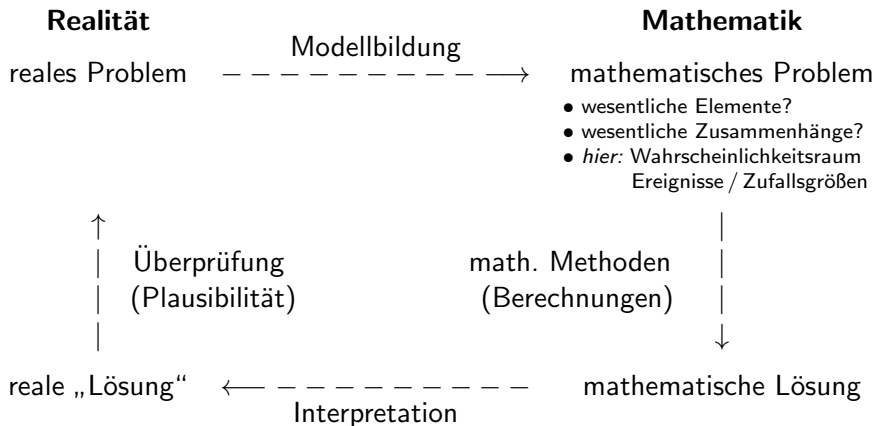 Realität
Mathematik
Modellbildung
reales Problem
mathematisches Problem
• wesentliche Elemente?
• wesentliche Zusammenhänge?
• hier: Wahrscheinlichkeitsraum
Ereignisse / Zufallsgrößen
Überprüfung
(Plausibilität)
math. Methoden
(Berechnungen)
reale „Lösung“
mathematische Lösung
Interpretation